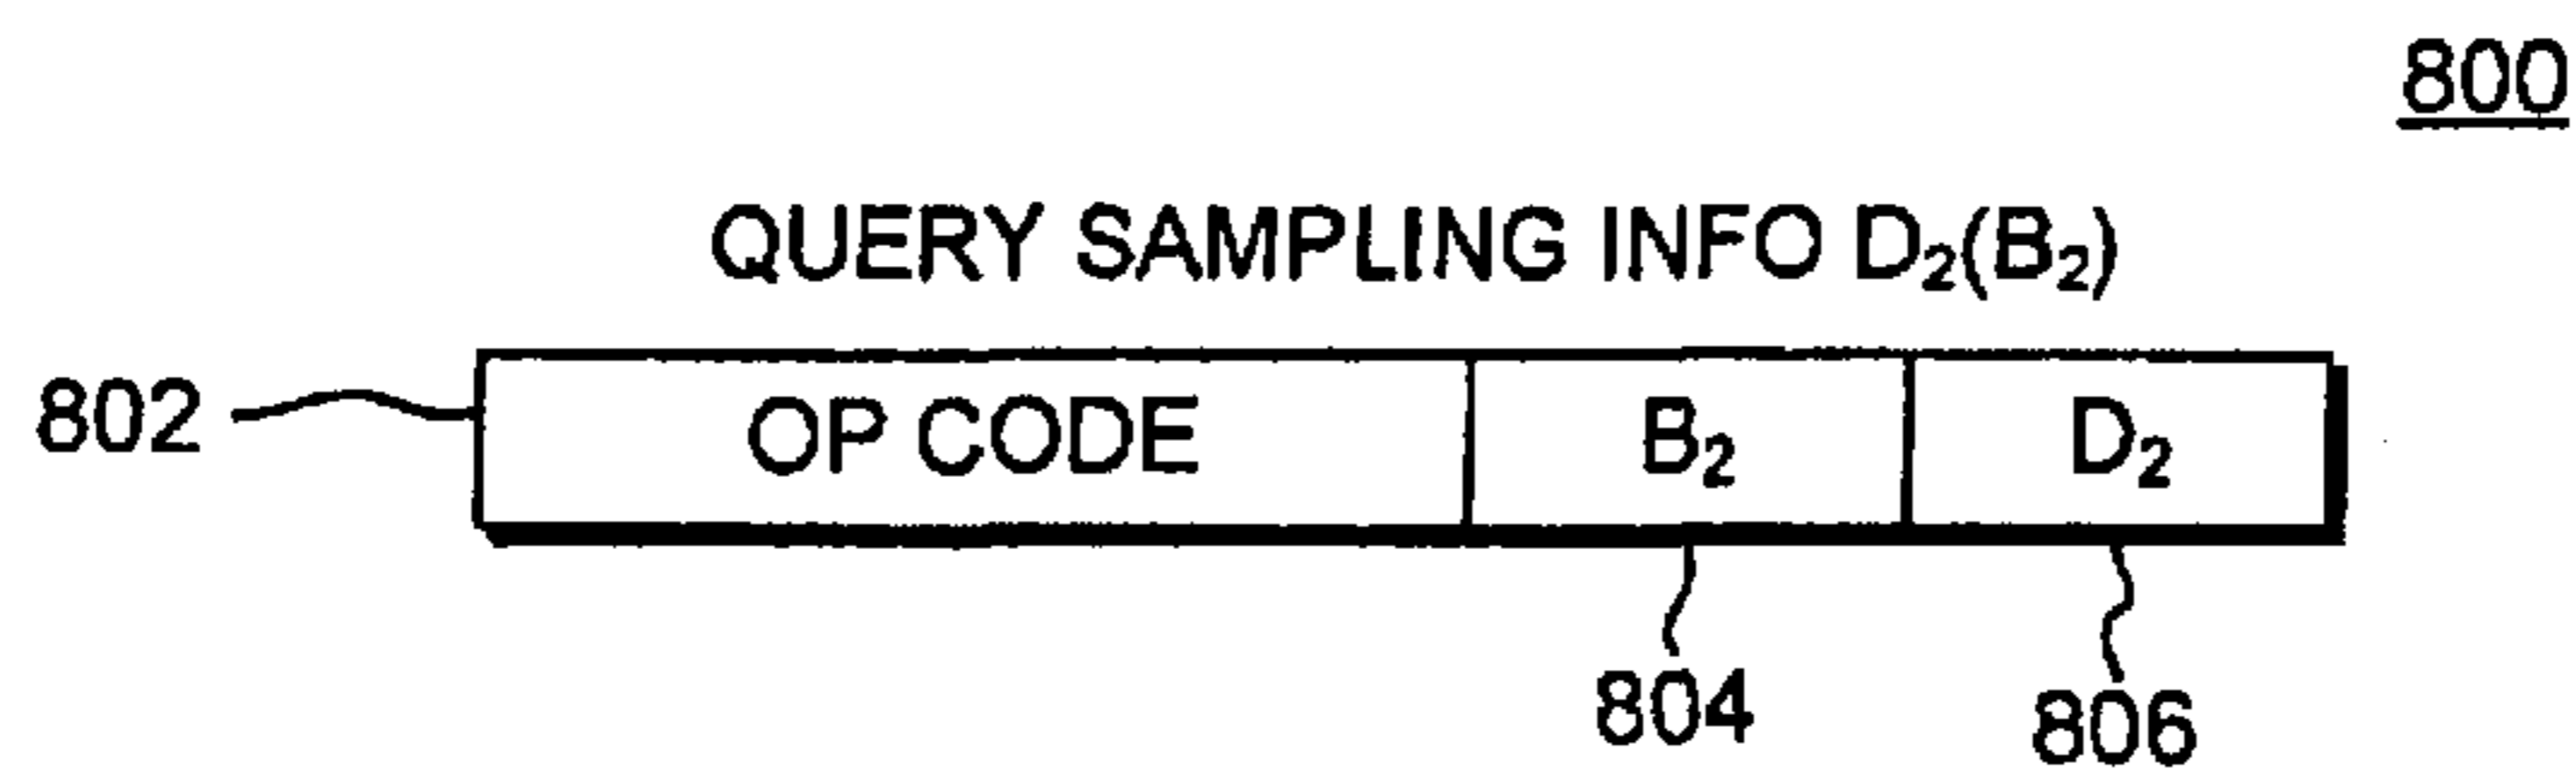 800
QUERY SAMPLING INFO D₂(B₂)
802 OP CODE B₂ D₂
804 806